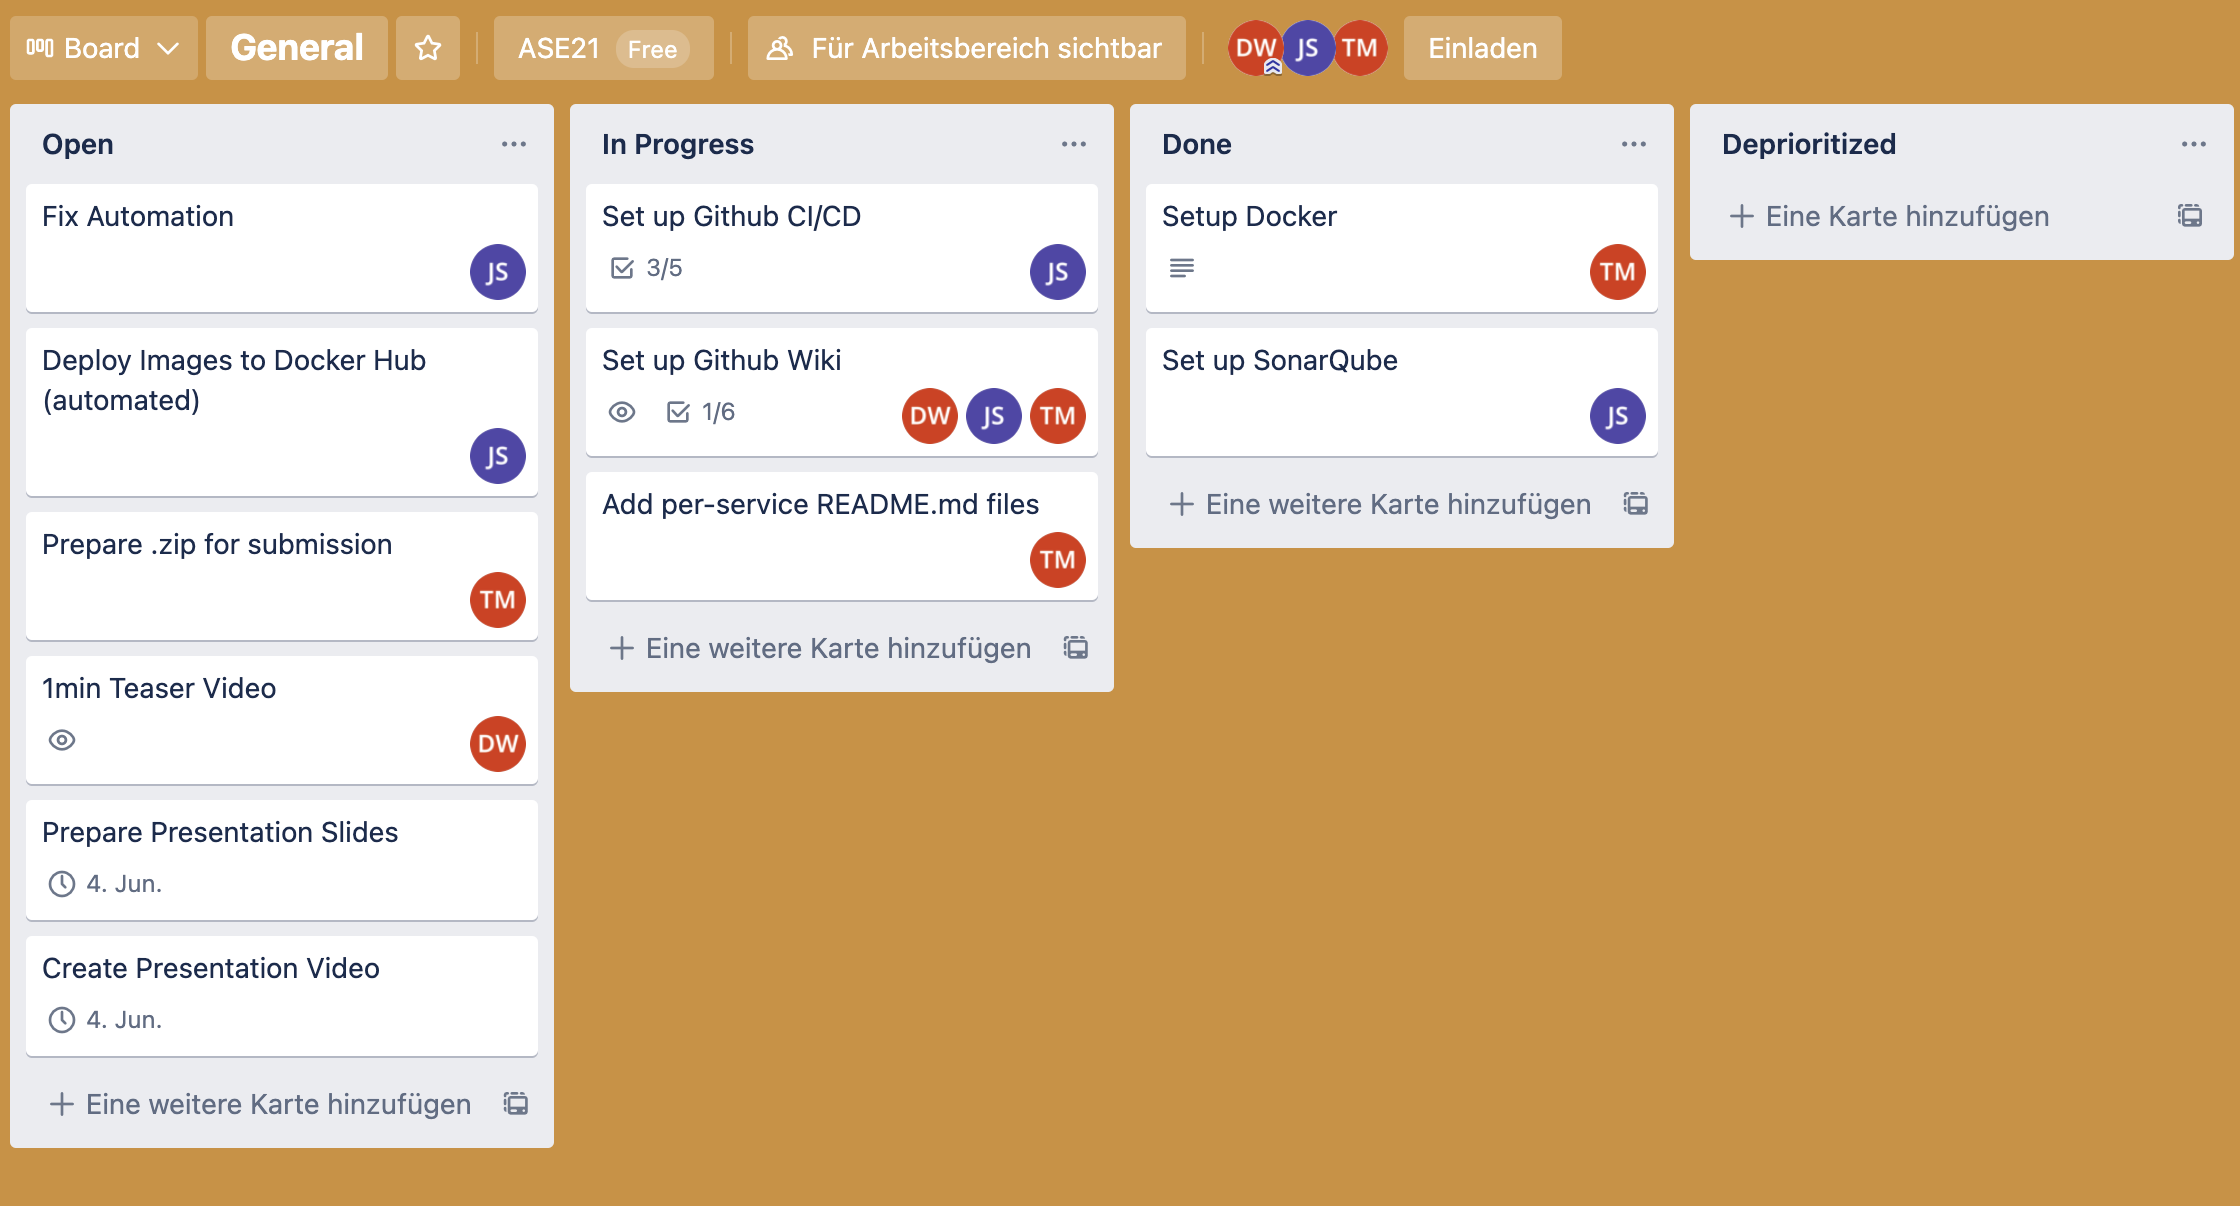 Board
General
ASE21 Free
Für Arbeitsbereich sichtbar
DW JS TM
Einladen
Open
Fix Automation
JS
Deploy Images to Docker Hub
(automated)
JS
Prepare .zip for submission
TM
1min Teaser Video
DW
Prepare Presentation Slides
4. Jun.
Create Presentation Video
4. Jun.
Eine weitere Karte hinzufügen
In Progress
Set up Github CI/CD
3/5
JS
Set up Github Wiki
1/6
DW JS TM
Add per-service README.md files
TM
Eine weitere Karte hinzufügen
Done
Setup Docker
TM
Set up SonarQube
JS
Eine weitere Karte hinzufügen
Deprioritized
Eine Karte hinzufügen